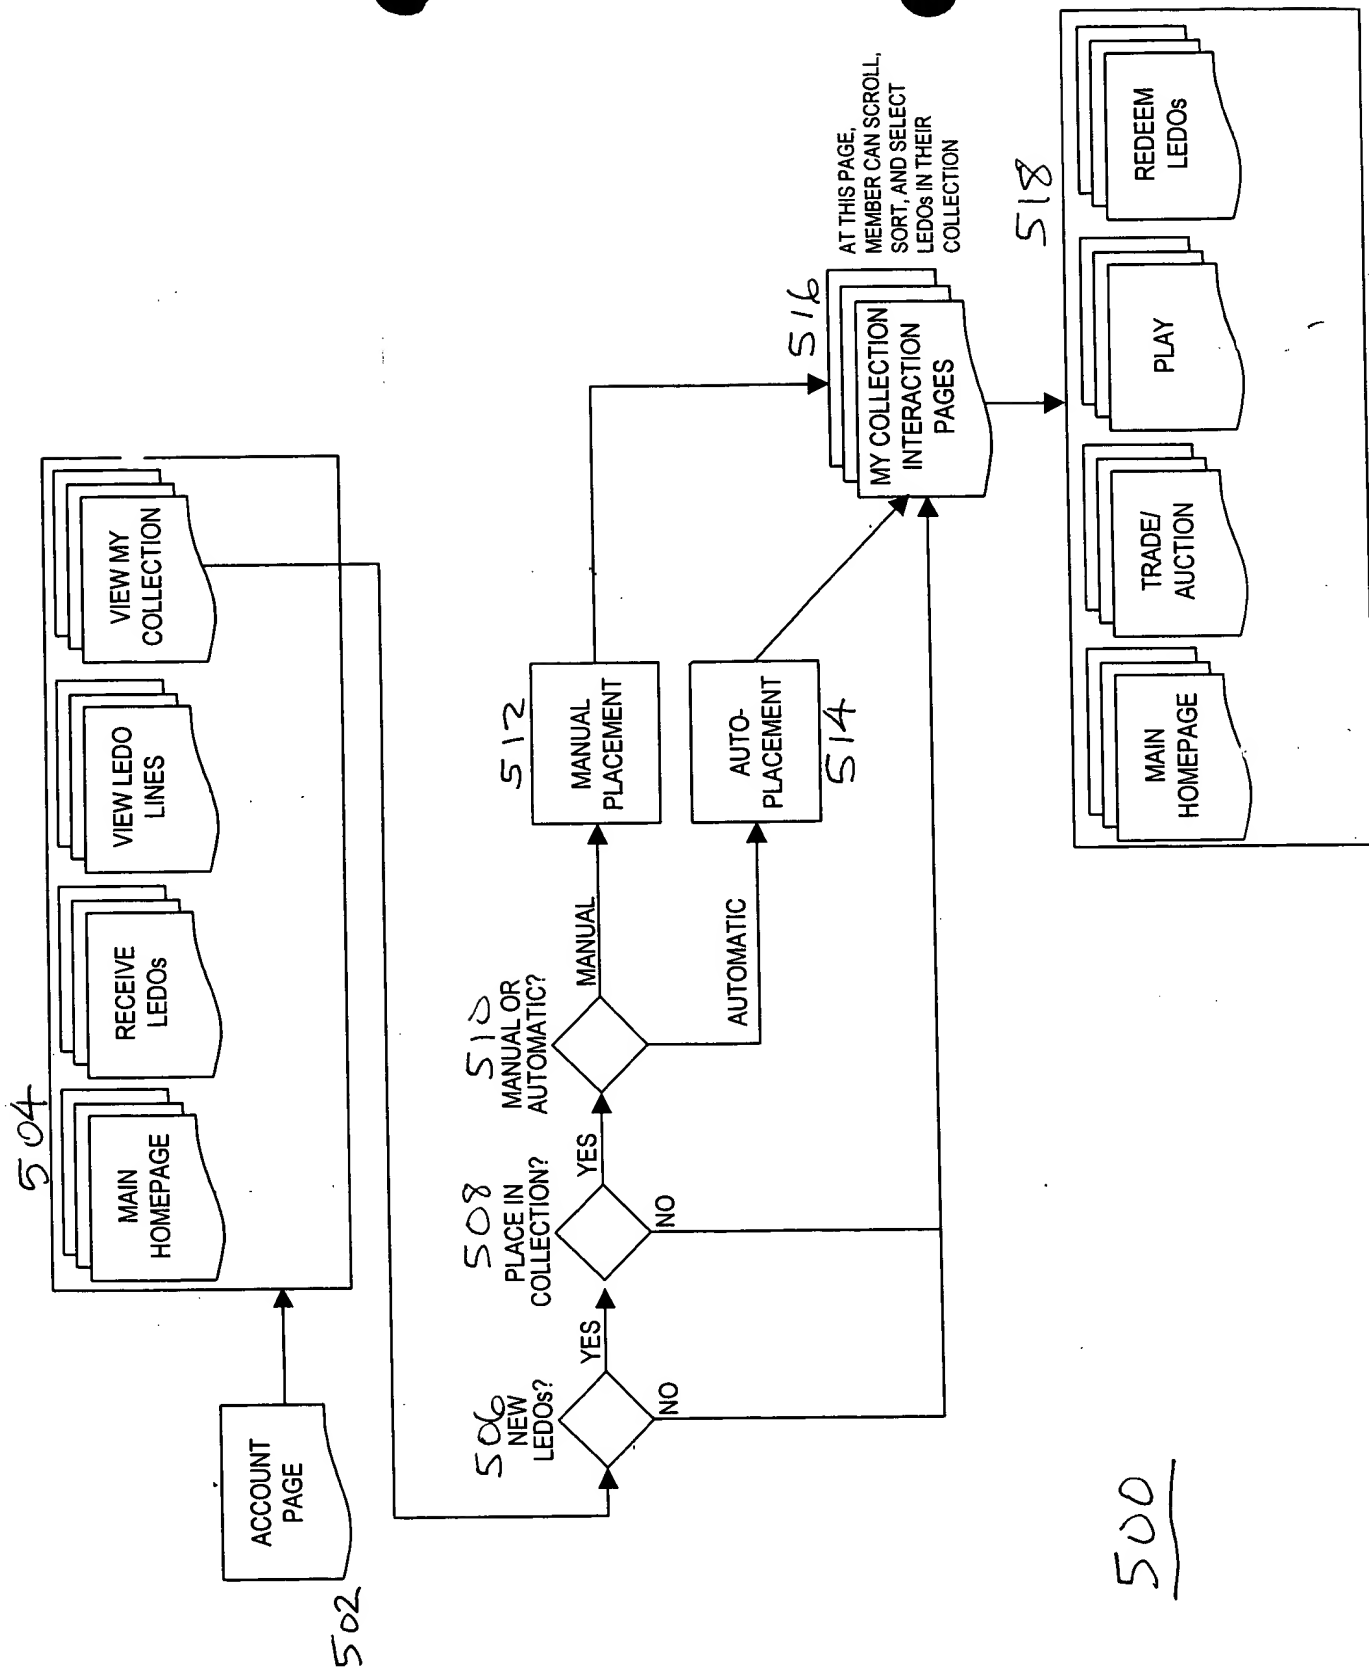 504
MAIN
HOMEPAGE
RECEIVE
LEDOs
VIEW LEDO
LINES
VIEW MY
COLLECTION
ACCOUNT
PAGE
502
506
NEW
LEDOs?
YES
NO
508
PLACE IN
COLLECTION?
YES
NO
510
MANUAL OR
AUTOMATIC?
MANUAL
AUTOMATIC
512
MANUAL
PLACEMENT
AUTO-
PLACEMENT
514
516
MY COLLECTION
INTERACTION
PAGES
AT THIS PAGE,
MEMBER CAN SCROLL,
SORT, AND SELECT
LEDOs IN THEIR
COLLECTION
518
MAIN
HOMEPAGE
TRADE/
AUCTION
PLAY
REDEEM
LEDOs
500